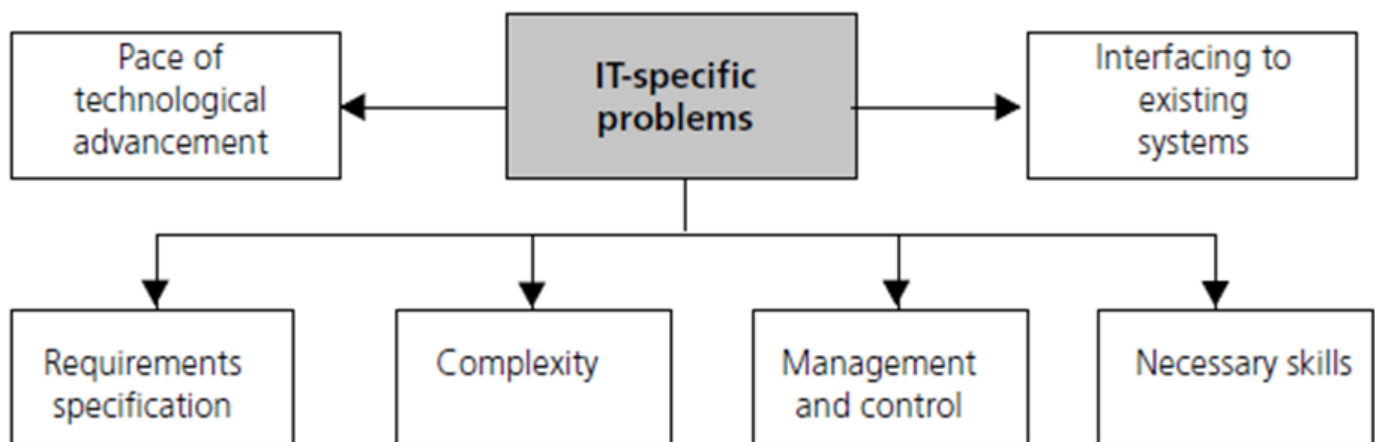 Pace of
technological
advancement
IT-specific
problems
Interfacing to
existing
systems
Requirements
specification
Complexity
Management
and control
Necessary skills